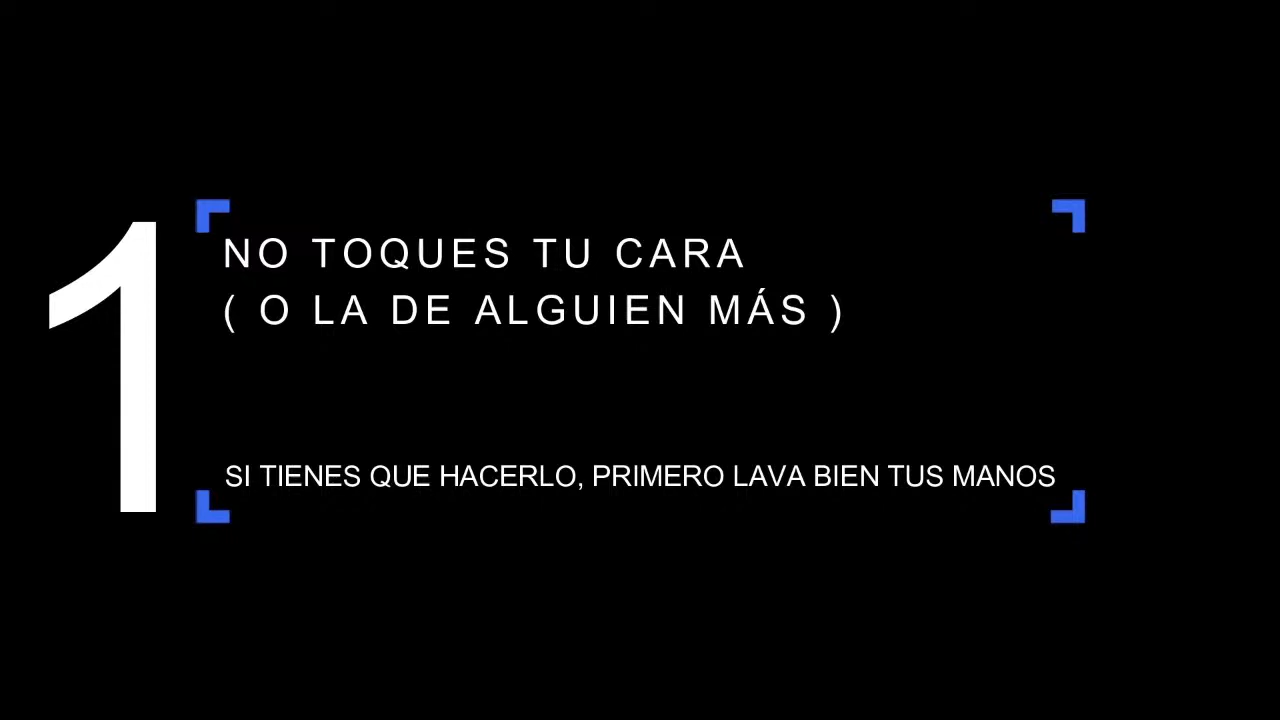 1
NO TOQUES TU CARA
( O LA DE ALGUIEN MÁS )
SI TIENES QUE HACERLO, PRIMERO LAVA BIEN TUS MANOS